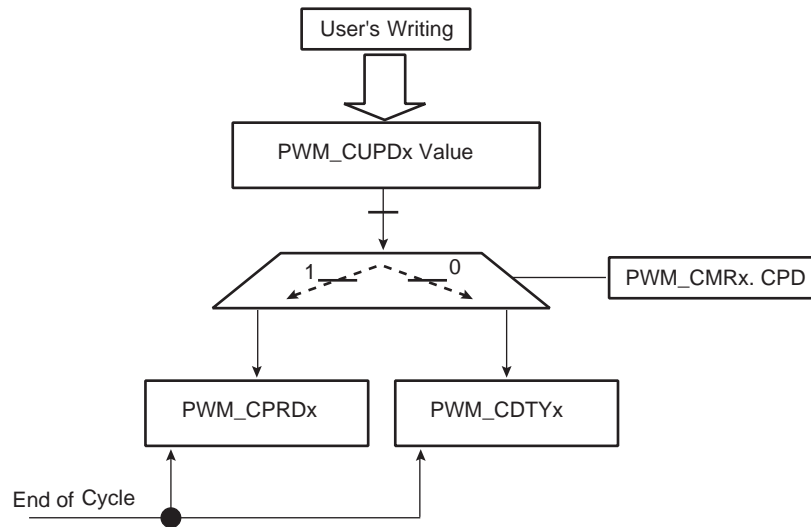 User's Writing
PWM_CUPDx Value
1
0
PWM_CMRx. CPD
PWM_CPRDx
PWM_CDTYx
End of Cycle